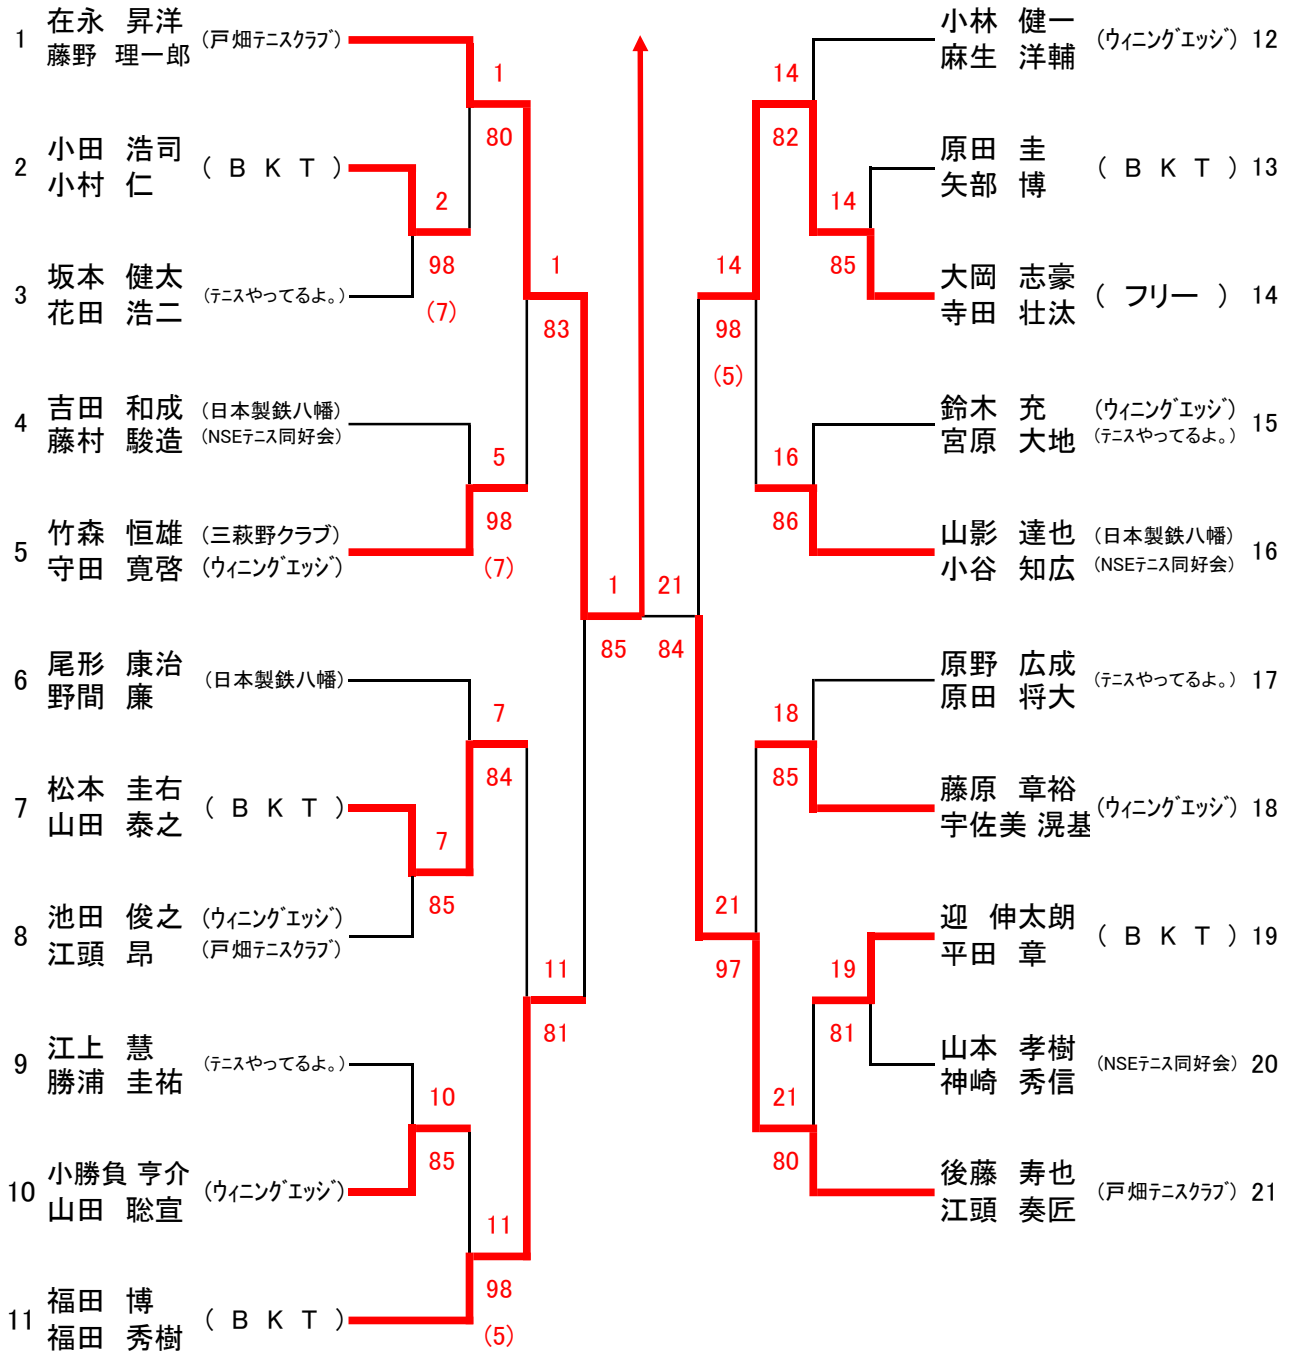 1 在永 昇洋 (戸畑テニスクラブ)
藤野 理一郎
1
80
2 小田 浩司 ( B K T )
小村 仁
2
98
(7)
3 坂本 健太 (テニスやってるよ。)
花田 浩二
1
83
4 吉田 和成 (日本製鉄八幡)
藤村 駿造 (NSEテニス同好会)
5
98
(7)
5 竹森 恒雄 (三萩野クラブ)
守田 寛啓 (ウィニングエッジ)
1
85
6 尾形 康治 (日本製鉄八幡)
野間 廉
7
84
7 松本 圭右 ( B K T )
山田 泰之
7
85
8 池田 俊之 (ウィニングエッジ)
江頭 昂 (戸畑テニスクラブ)
11
81
9 江上 慧 (テニスやってるよ。)
勝浦 圭祐
10
85
10 小勝負 亨介 (ウィニングエッジ)
山田 聡宣
11
98
(5)
11 福田 博 ( B K T )
福田 秀樹
小林 健一 (ウィニングエッジ) 12
麻生 洋輔
14
82
原田 圭 ( B K T ) 13
矢部 博
14
85
大岡 志豪 ( フリー ) 14
寺田 壮汰
14
98
(5)
鈴木 充 (ウィニングエッジ) 15
宮原 大地 (テニスやってるよ。)
16
86
山影 達也 (日本製鉄八幡) 16
小谷 知広 (NSEテニス同好会)
21
84
原野 広成 (テニスやってるよ。) 17
原田 将大
18
85
藤原 章裕 (ウィニングエッジ) 18
宇佐美 滉基
21
97
迎 伸太朗 ( B K T ) 19
平田 章
19
81
山本 孝樹 (NSEテニス同好会) 20
神崎 秀信
21
80
後藤 寿也 (戸畑テニスクラブ) 21
江頭 奏匠